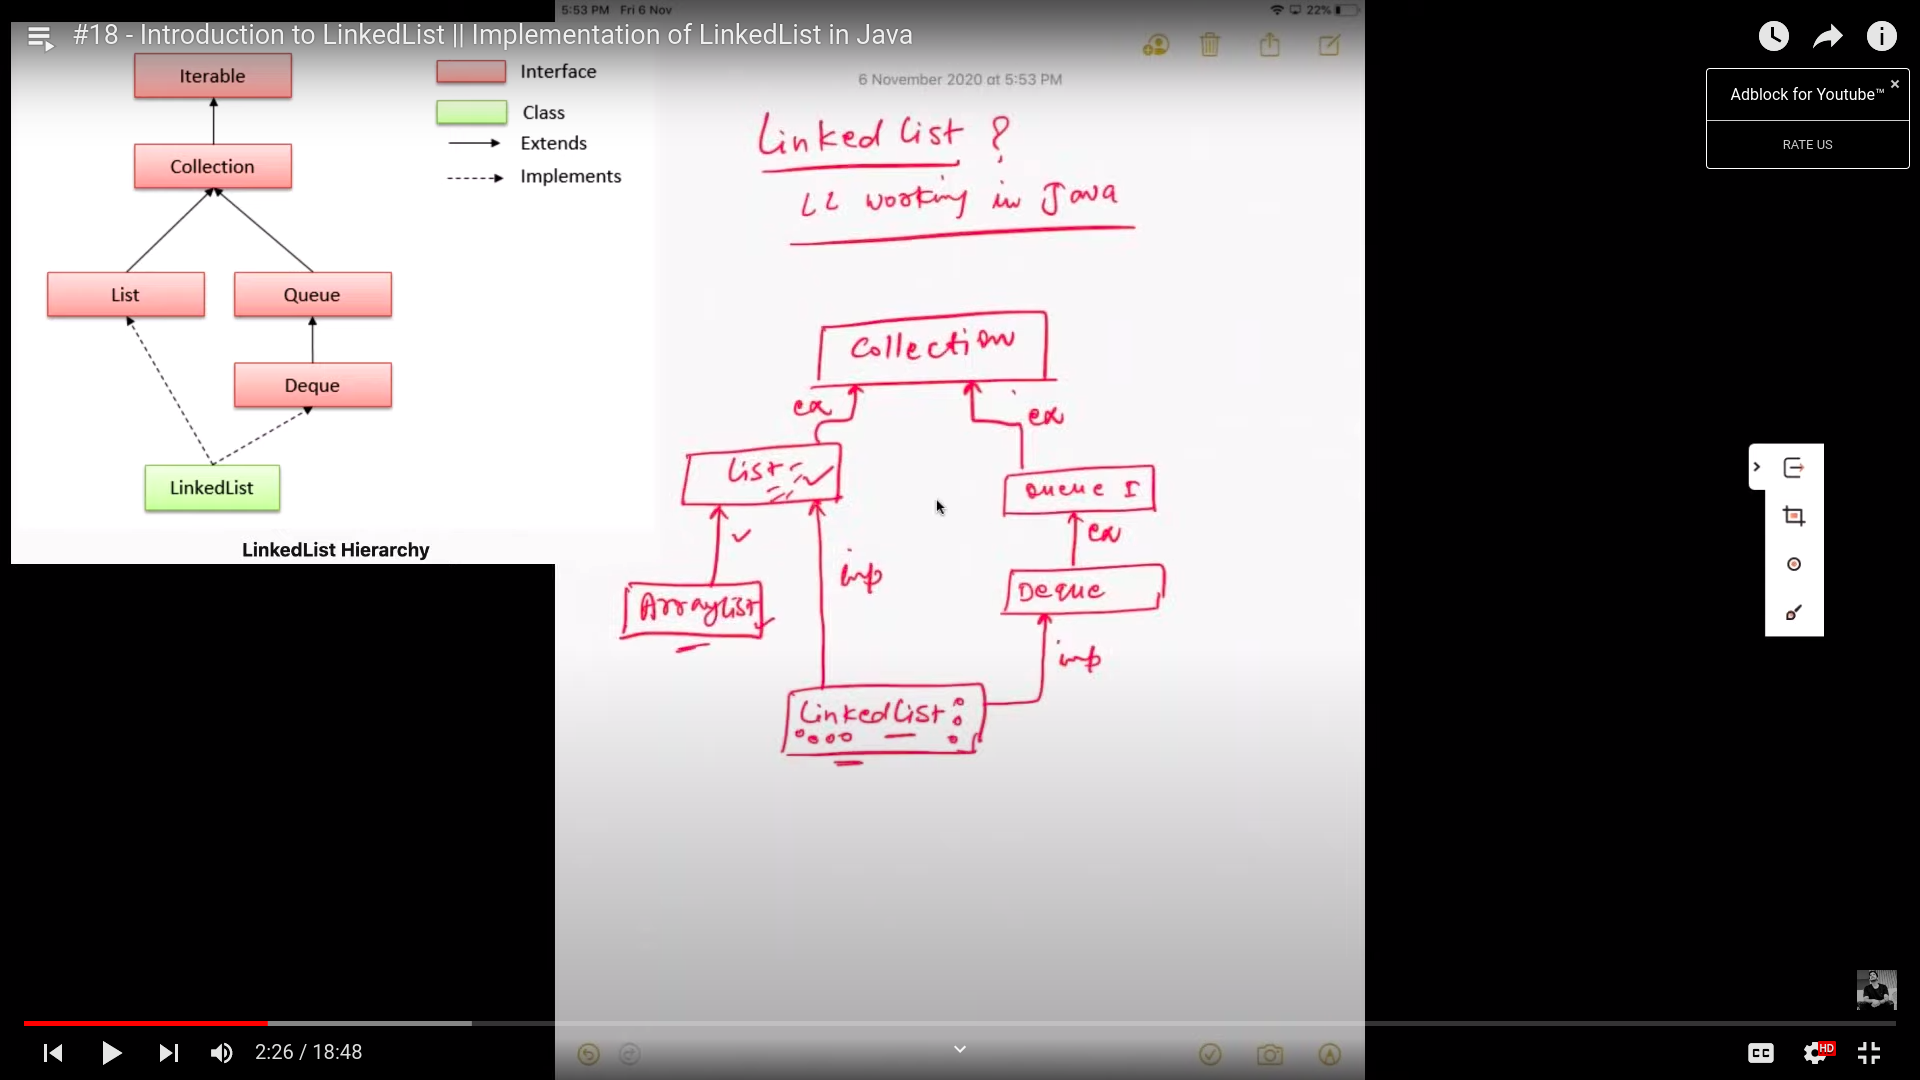 5:53 PM Fri 6 Nov
22%
#18 - Introduction to LinkedList || Implementation of LinkedList in Java
Iterable
Collection
List
Queue
Deque
LinkedList
LinkedList Hierarchy
Interface
Class
Extends
Implements
6 November 2020 at 5:53 PM
Linked List ?
LL working in Java
Collection
ex
ex
List
Queue I
ex
imp
ArrayList
Deque
imp
LinkedList
Adblock for Youtube™ ×
RATE US
2:26 / 18:48
CC
HD